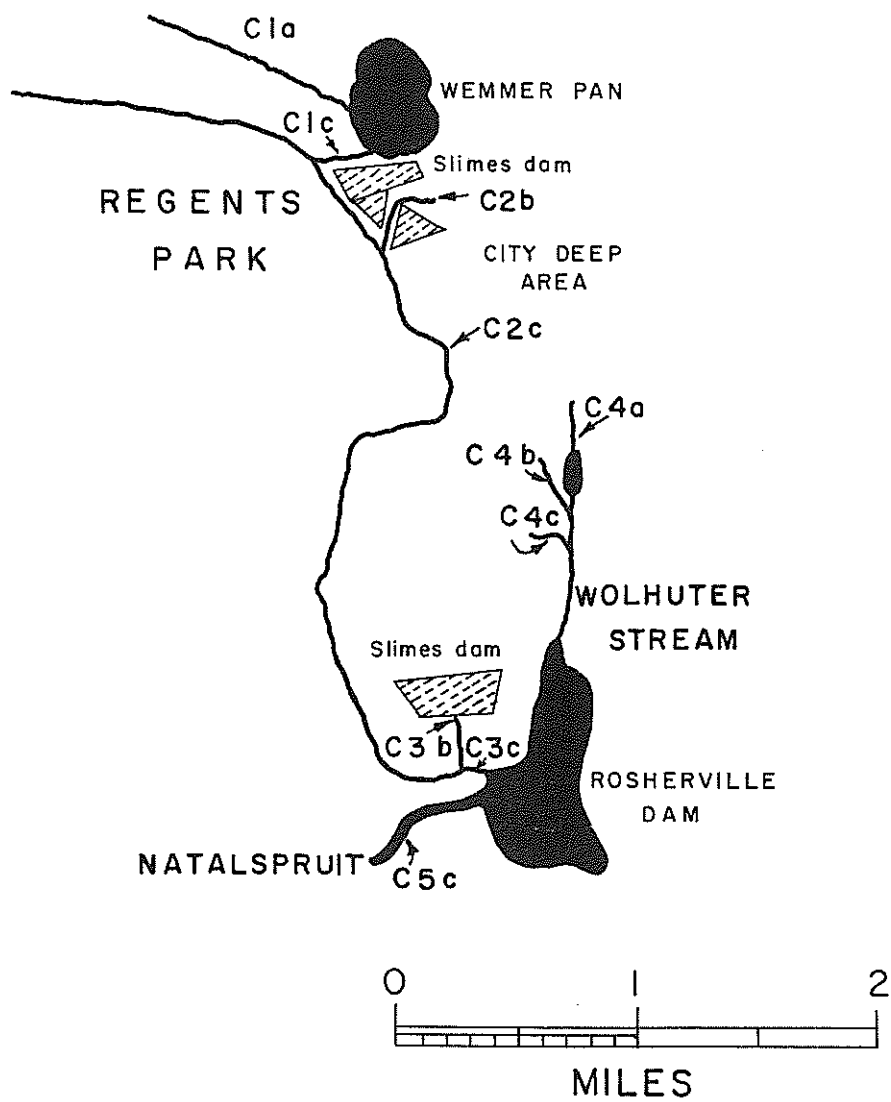 C1a
WEMMER PAN
C1c
Slimes dam
REGENTS
PARK
C2b
CITY DEEP
AREA
C2c
C4a
C4b
C4c
WOLHUTER
STREAM
Slimes dam
C3b
C3c
ROSHERVILLE
DAM
NATALSPRUIT
C5c
0 1 2
MILES